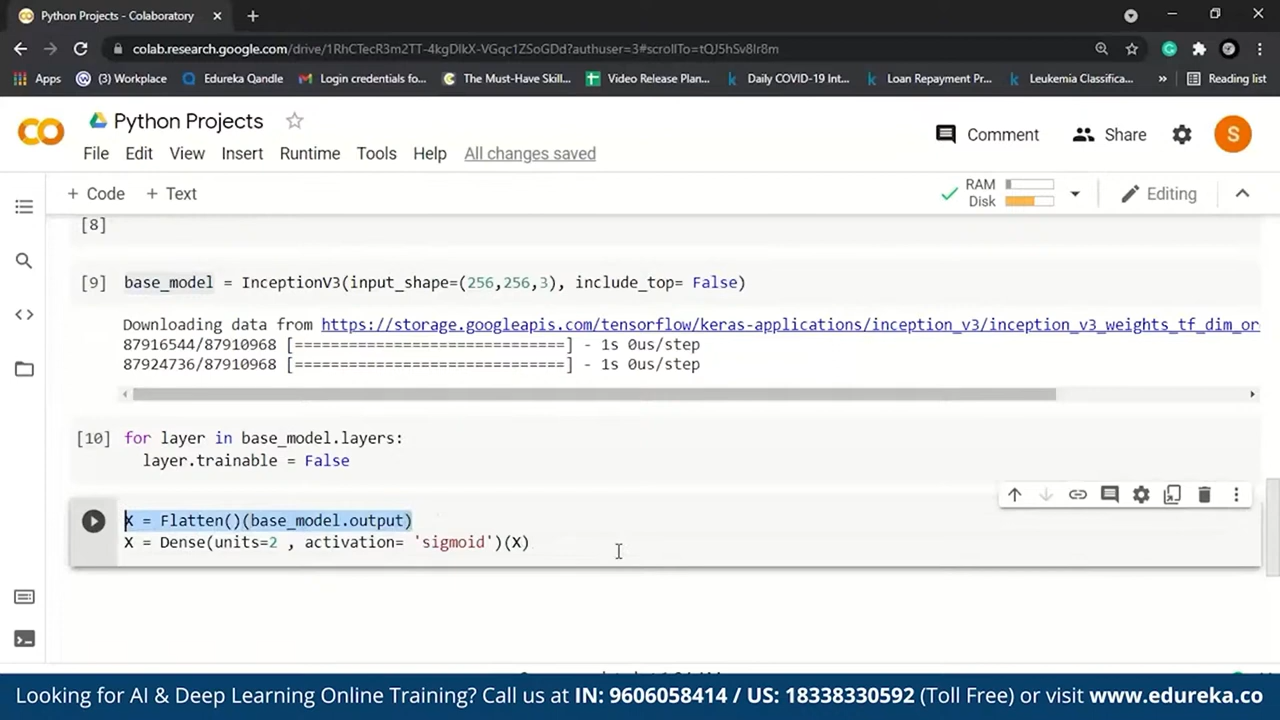 Python Projects - Colaboratory
colab.research.google.com/drive/1RhCTecR3m2TT-4kgDlkX-VGqc1ZSoGDd?authuser=3#scrollTo=tQJ5hSv8lr8m
Apps (3) Workplace Edureka Qandle Login credentials fo... The Must-Have Skill... Video Release Plan... Daily COVID-19 Int... Loan Repayment Pr... Leukemia Classifica... » Reading list
CO Python Projects
Comment Share S
File Edit View Insert Runtime Tools Help All changes saved
+ Code + Text RAM Disk Editing
[8]
[9] base_model = InceptionV3(input_shape=(256,256,3), include_top= False)
Downloading data from https://storage.googleapis.com/tensorflow/keras-applications/inception_v3/inception_v3_weights_tf_dim_or
87916544/87910968 [==============================] - 1s 0us/step
87924736/87910968 [==============================] - 1s 0us/step
[10] for layer in base_model.layers:
layer.trainable = False
X = Flatten()(base_model.output)
X = Dense(units=2 , activation= 'sigmoid')(X)
Looking for AI & Deep Learning Online Training? Call us at IN: 9606058414 / US: 18338330592 (Toll Free) or visit www.edureka.co